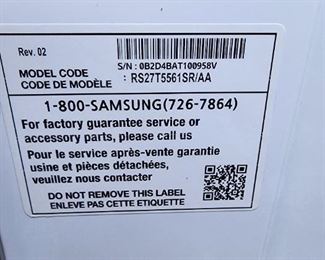 Rev. 02
S/N : 0B2D4BAT100958V
MODEL CODE
CODE DE MODÈLE : RS27T5561SR/AA
1-800-SAMSUNG(726-7864)
For factory guarantee service or
accessory parts, please call us
Pour le service après-vente garantie
usine et pièces détachées,
veuillez nous contacter
DO NOT REMOVE THIS LABEL
ENLEVE PAS CETTE ETIQUETTE